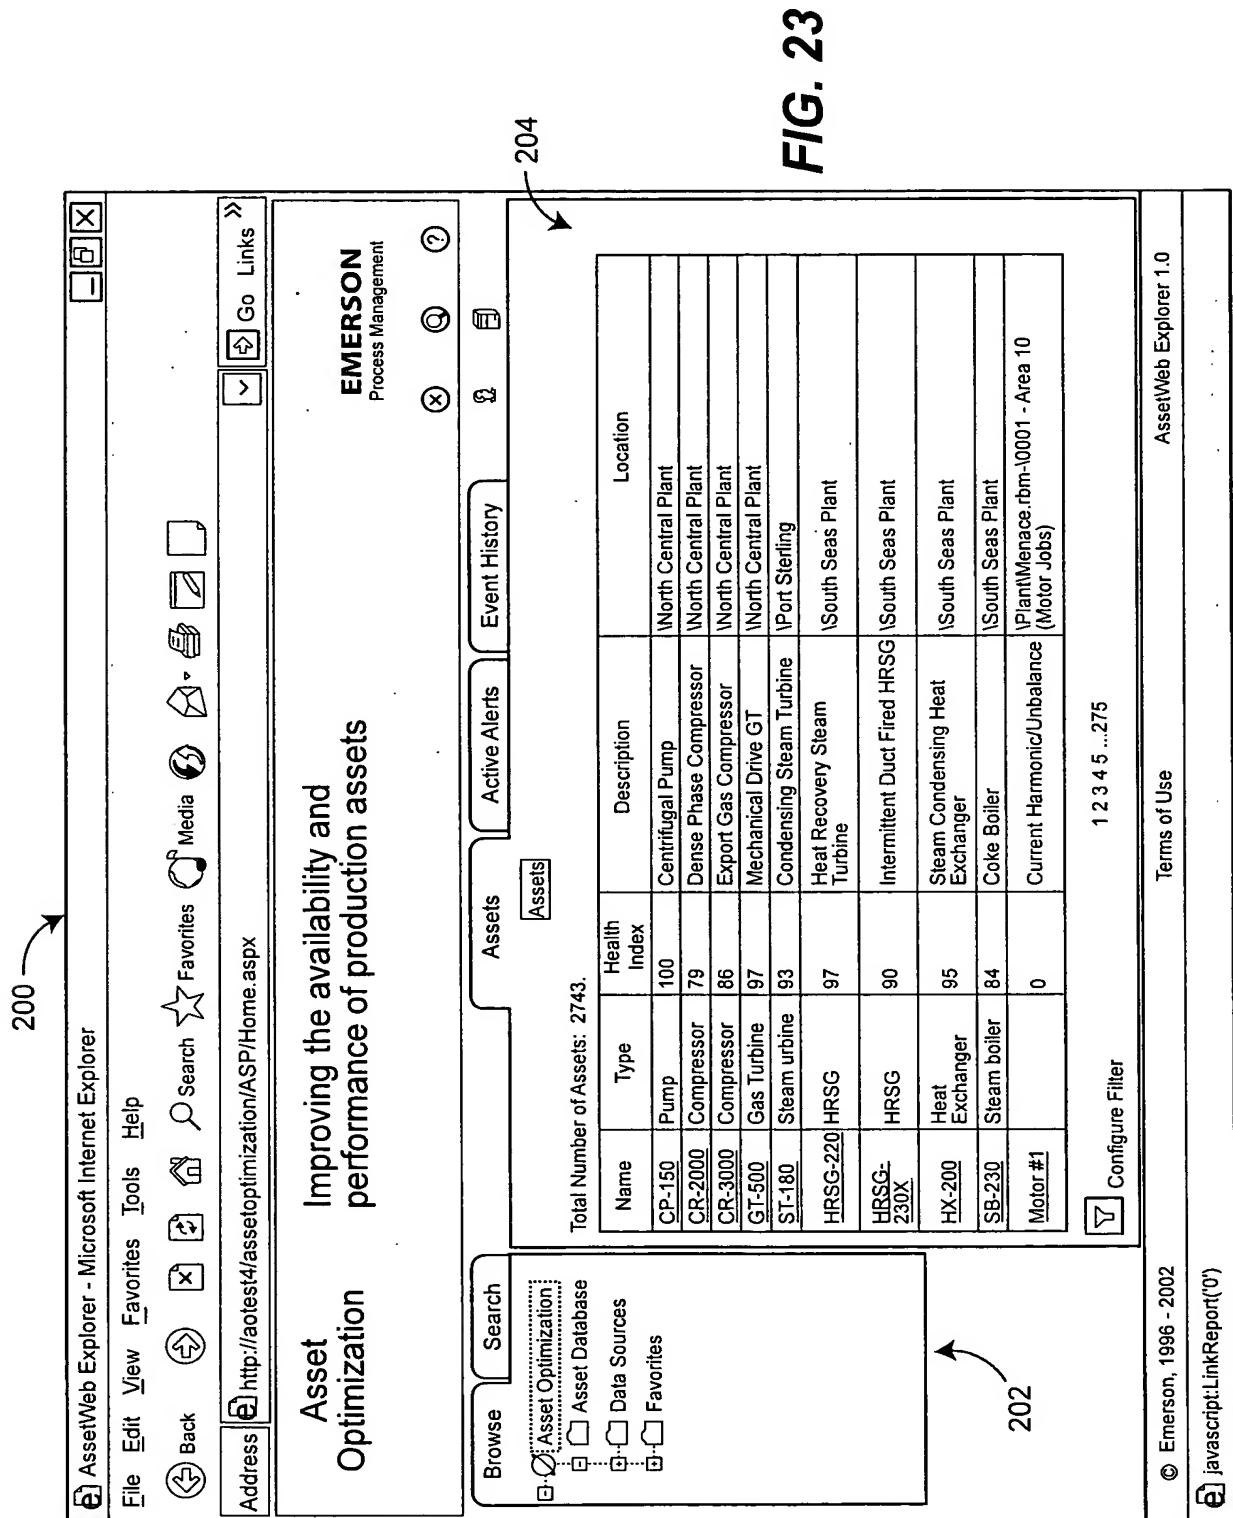 200
AssetWeb Explorer - Microsoft Internet Explorer
File Edit View Favorites Tools Help
Back Search Favorites Media
Address http://aotest4/assetoptimization/ASP/Home.aspx Go Links »
Asset Optimization
Improving the availability and
performance of production assets
EMERSON
Process Management
Browse Search
Asset Optimization
Asset Database
Data Sources
Favorites
202
Assets Active Alerts Event History
204
Assets
Total Number of Assets: 2743.
Name Type Health Index Description Location
CP-150 Pump 100 Centrifugal Pump \North Central Plant
CR-2000 Compressor 79 Dense Phase Compressor \North Central Plant
CR-3000 Compressor 86 Export Gas Compressor \North Central Plant
GT-500 Gas Turbine 97 Mechanical Drive GT \North Central Plant
ST-180 Steam urbine 93 Condensing Steam Turbine \Port Sterling
HRSG-220 HRSG 97 Heat Recovery Steam Turbine \South Seas Plant
HRSG-230X HRSG 90 Intermittent Duct Fired HRSG \South Seas Plant
HX-200 Heat Exchanger 95 Steam Condensing Heat Exchanger \South Seas Plant
SB-230 Steam boiler 84 Coke Boiler \South Seas Plant
Motor #1 0 Current Harmonic/Unbalance \Plant\Menace.rbm-\0001 - Area 10 (Motor Jobs)
Configure Filter 1 2 3 4 5 ...275
© Emerson, 1996 - 2002 Terms of Use AssetWeb Explorer 1.0
javascript:LinkReport('0')
FIG. 23